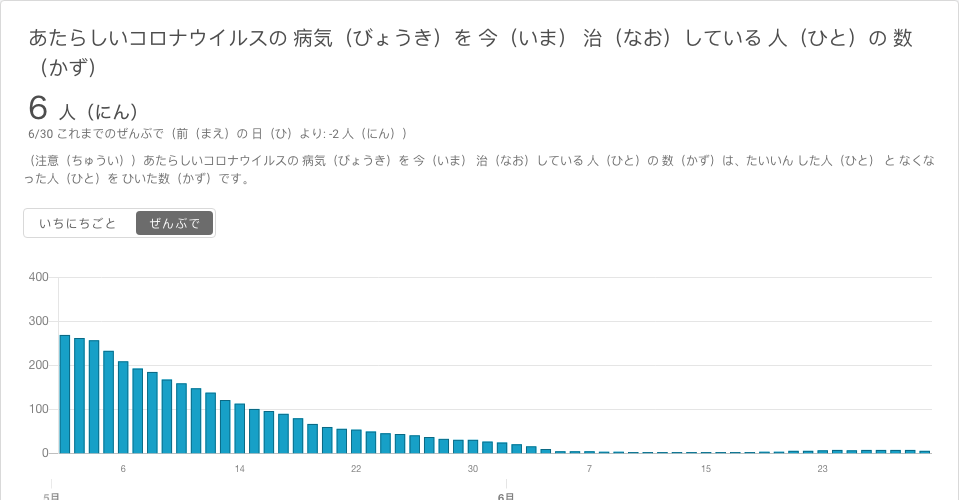 あたらしいコロナウイルスの 病気（びょうき）を 今（いま） 治（なお）している 人（ひと）の 数
（かず）
6 人（にん）
6/30 これまでのぜんぶで（前（まえ）の 日（ひ）より: -2 人（にん））
（注意（ちゅうい））あたらしいコロナウイルスの 病気（びょうき）を 今（いま） 治（なお）している 人（ひと）の 数（かず）は、たいいん した人（ひと） と なくな
った人（ひと）を ひいた数（かず）です。
いちにちごと ぜんぶで
400
300
200
100
0
6 14 22 30 7 15 23
5月 6月